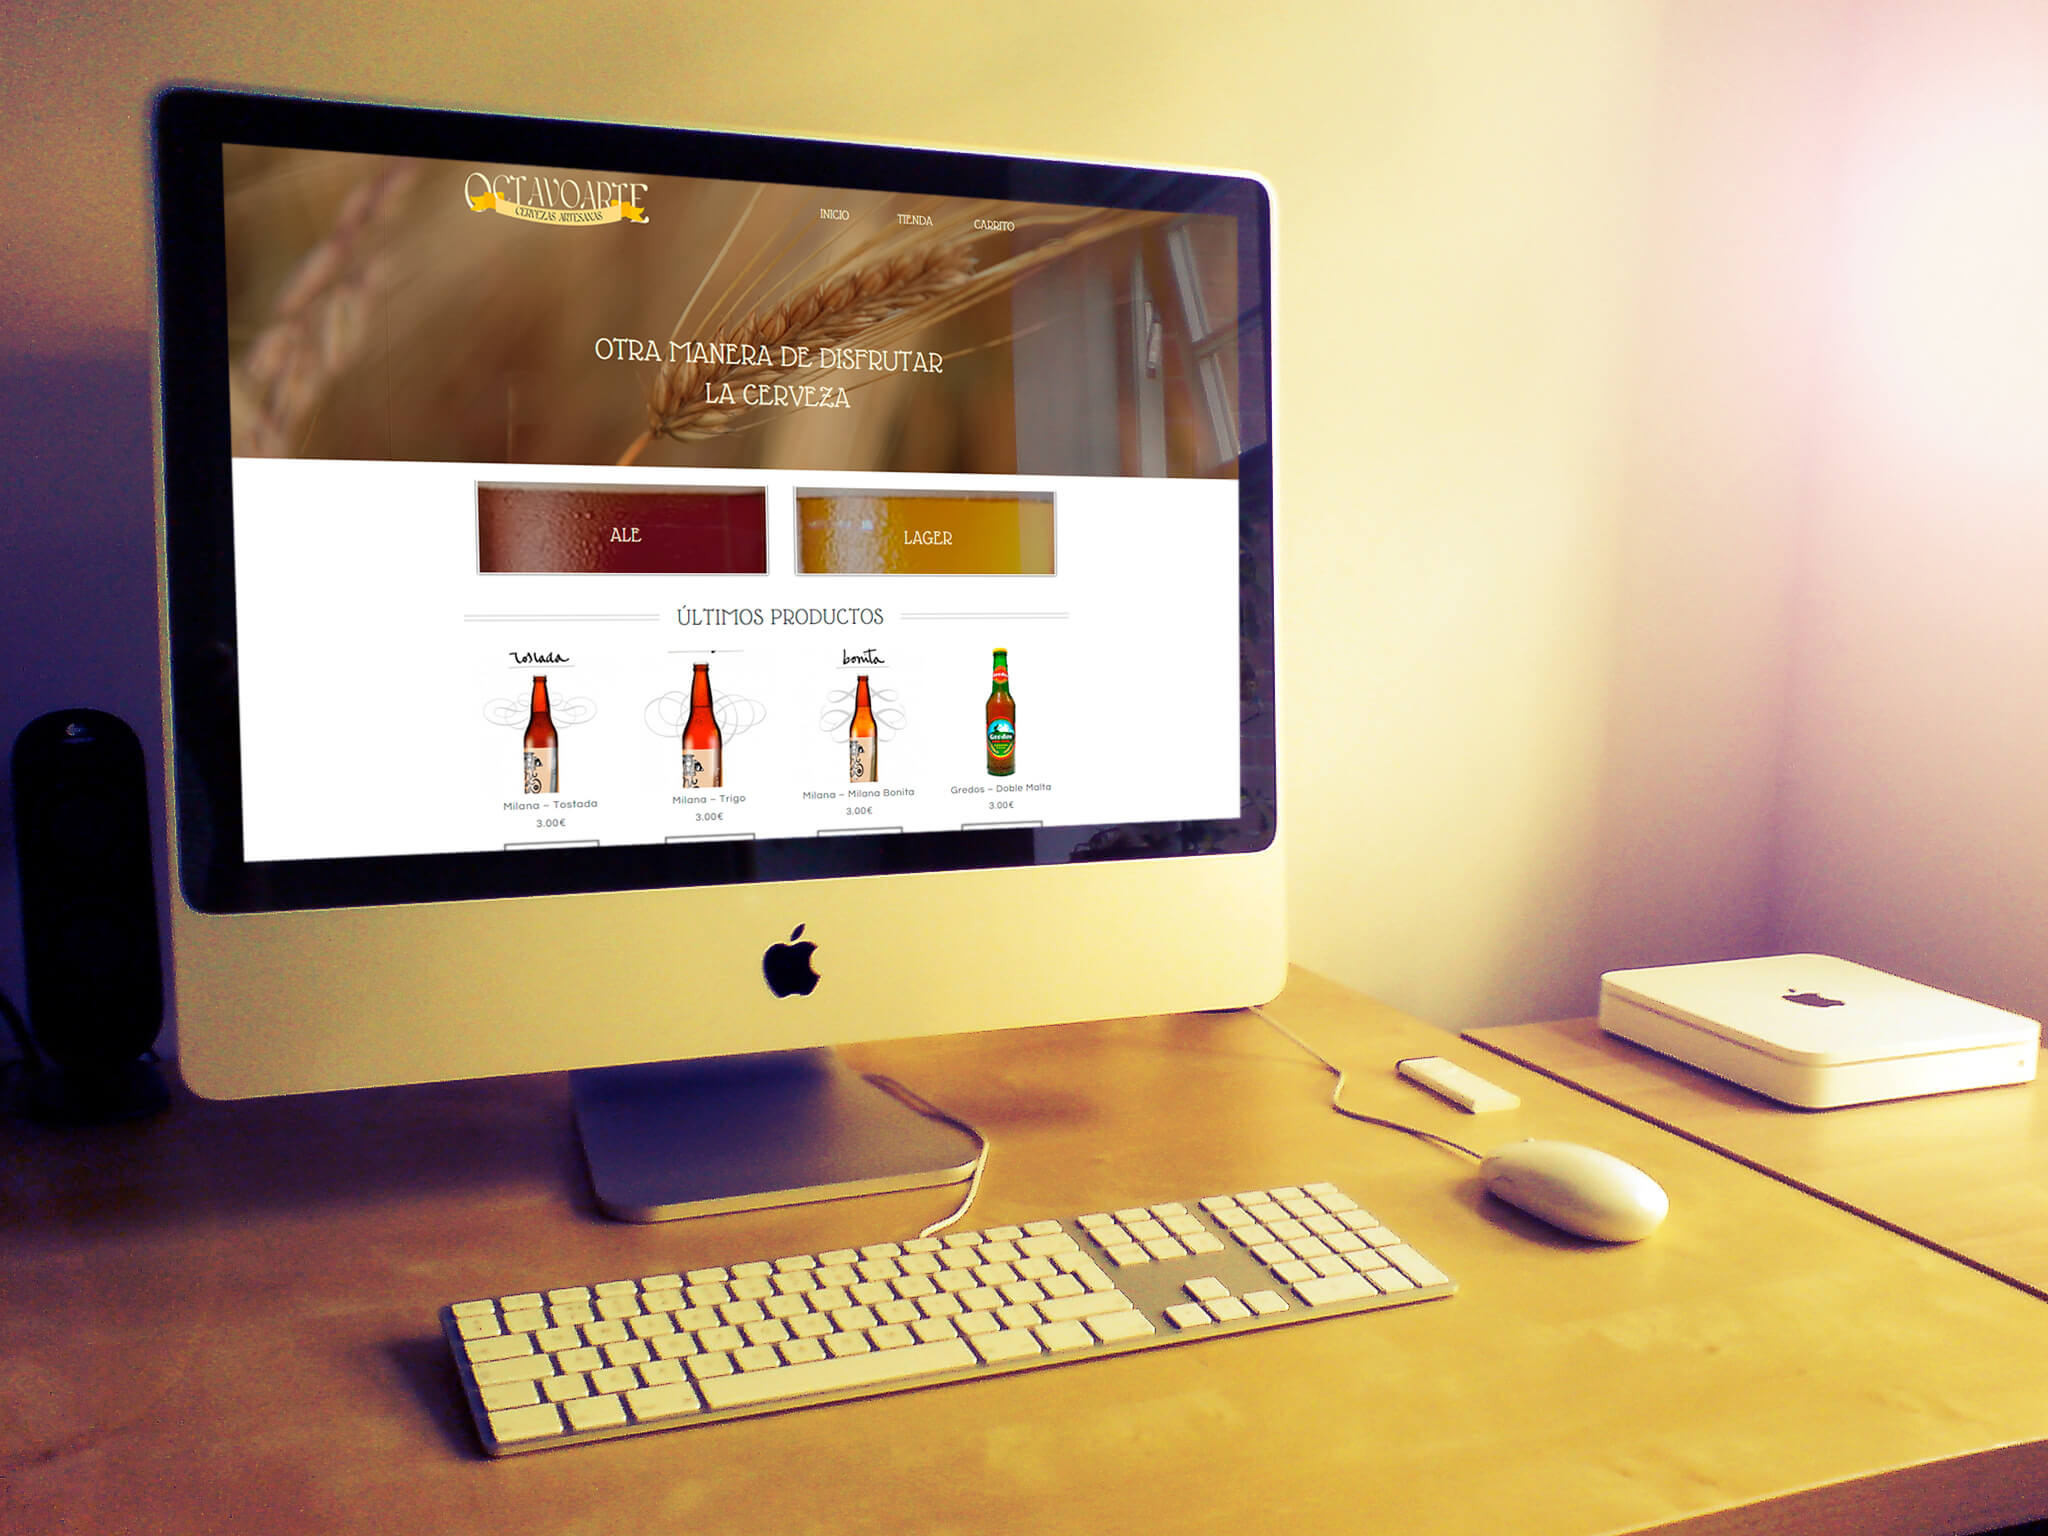 OCTAVOARTE
CERVEZAS ARTESANAS
INICIO TIENDA CARRITO
OTRA MANERA DE DISFRUTAR
LA CERVEZA
ALE LAGER
ÚLTIMOS PRODUCTOS
Tostada bonita
Gredos
Milana – Tostada Milana – Trigo Milana – Milana Bonita Gredos – Doble Malta
3.00€ 3.00€ 3.00€ 3.00€